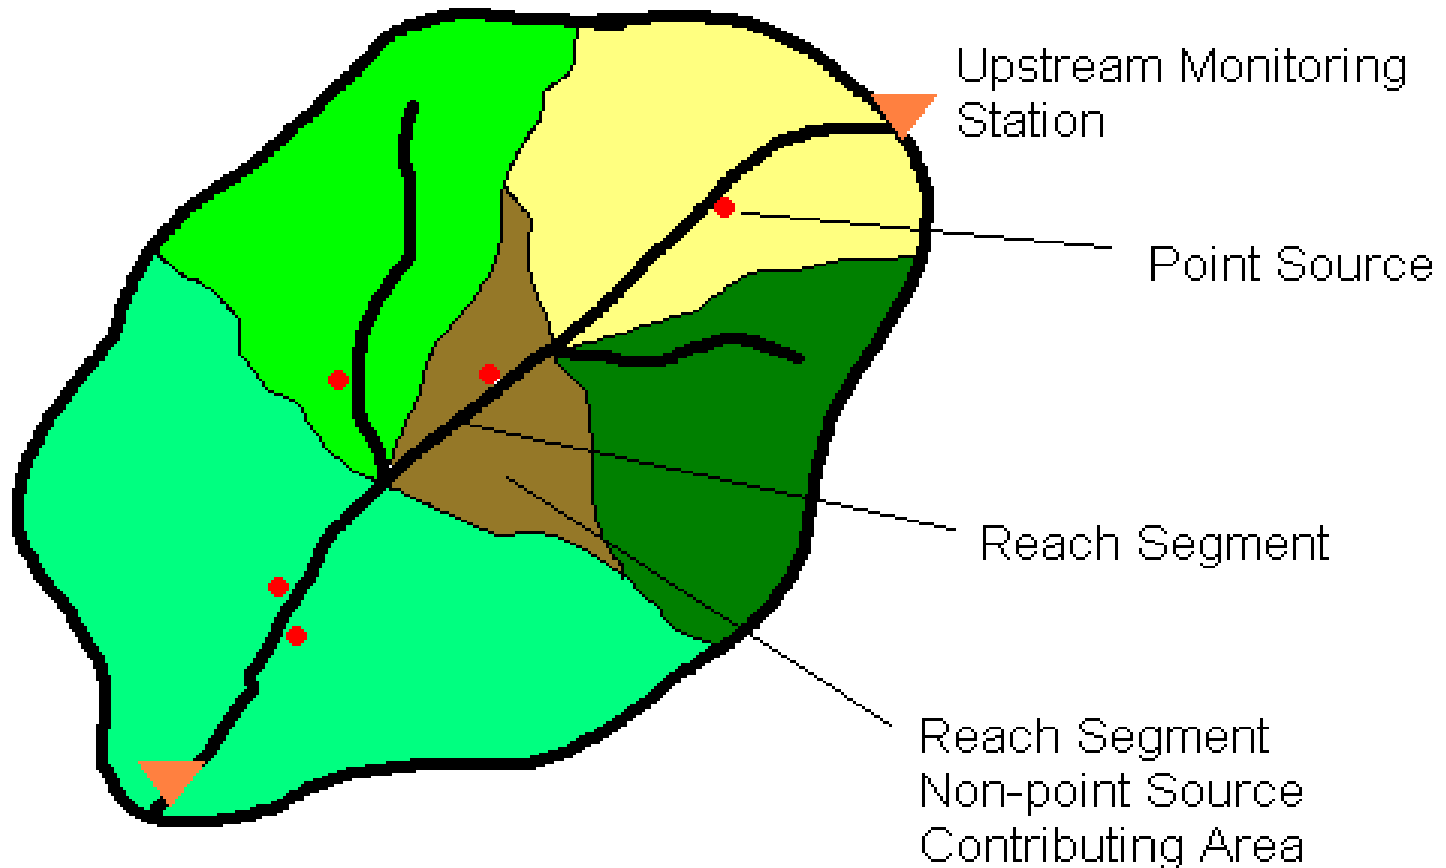 Upstream Monitoring
Station
Point Source
Reach Segment
Reach Segment
Non-point Source
Contributing Area